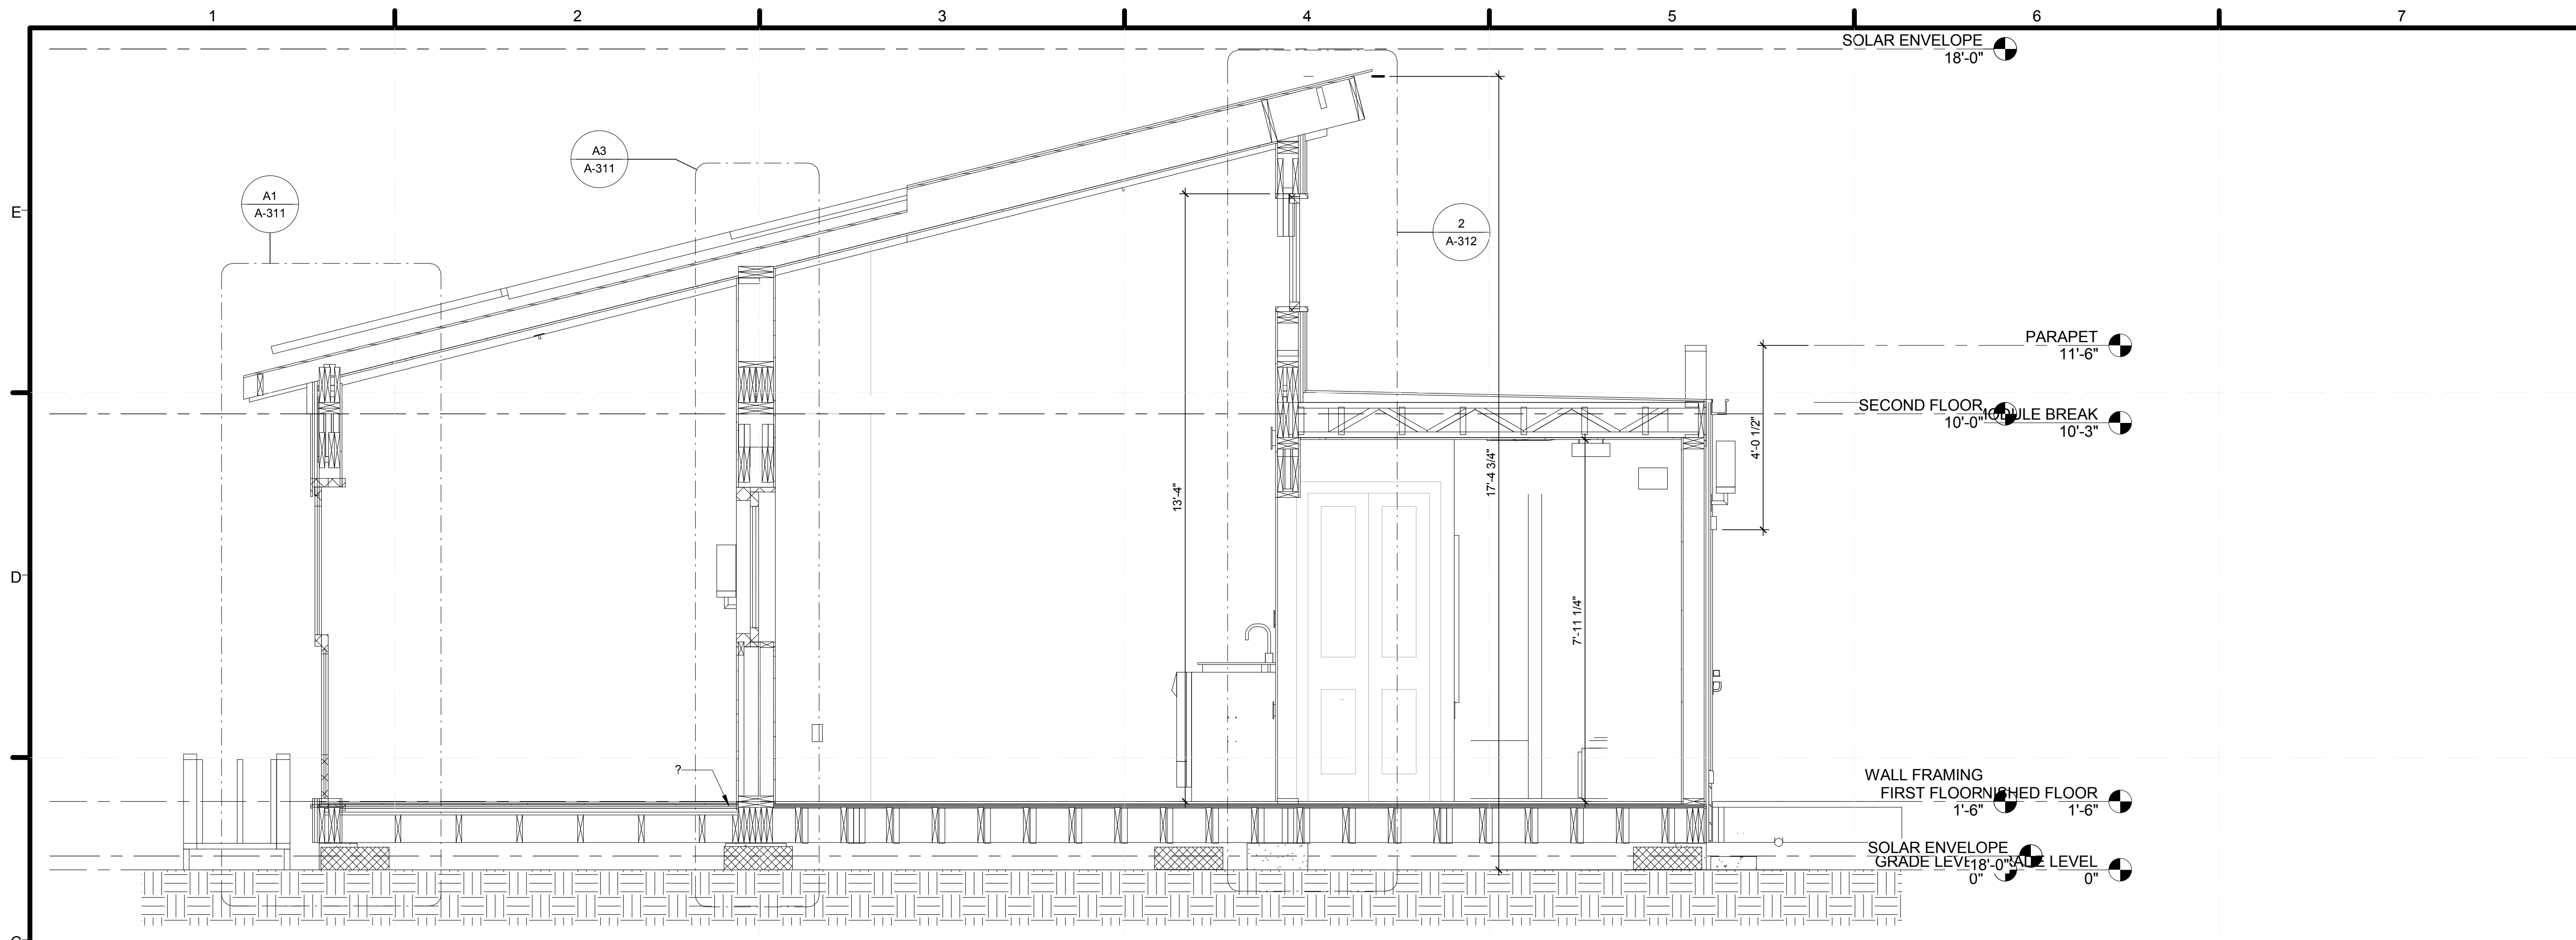 1 2 3 4 5 6 7
SOLAR ENVELOPE
18'-0"
A3
A-311
A1
A-311
E
2
A-312
PARAPET
11'-6"
SECOND FLOOR
10'-0"
MODULE BREAK
10'-3"
4'-0 1/2"
17'-4 3/4"
13'-4"
D
7'-11 1/4"
?
WALL FRAMING
FIRST FLOOR
1'-6"
NISHED FLOOR
1'-6"
SOLAR ENVELOPE
18'-0"
GRADE LEVE
0"
RADE LEVEL
0"
C